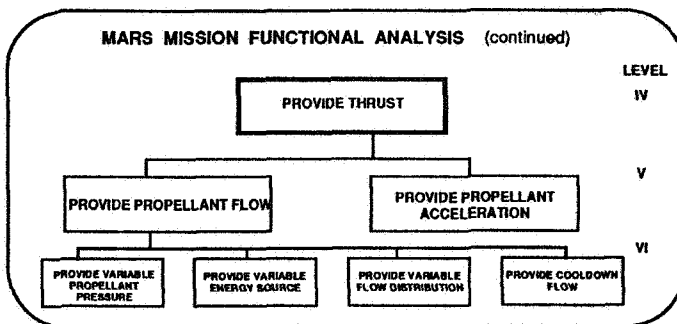 MARS MISSION FUNCTIONAL ANALYSIS (continued)
LEVEL
IV
PROVIDE THRUST
V
PROVIDE PROPELLANT FLOW
PROVIDE PROPELLANT
ACCELERATION
VI
PROVIDE VARIABLE
PROPELLANT
PRESSURE
PROVIDE VARIABLE
ENERGY SOURCE
PROVIDE VARIABLE
FLOW DISTRIBUTION
PROVIDE COOLDOWN
FLOW